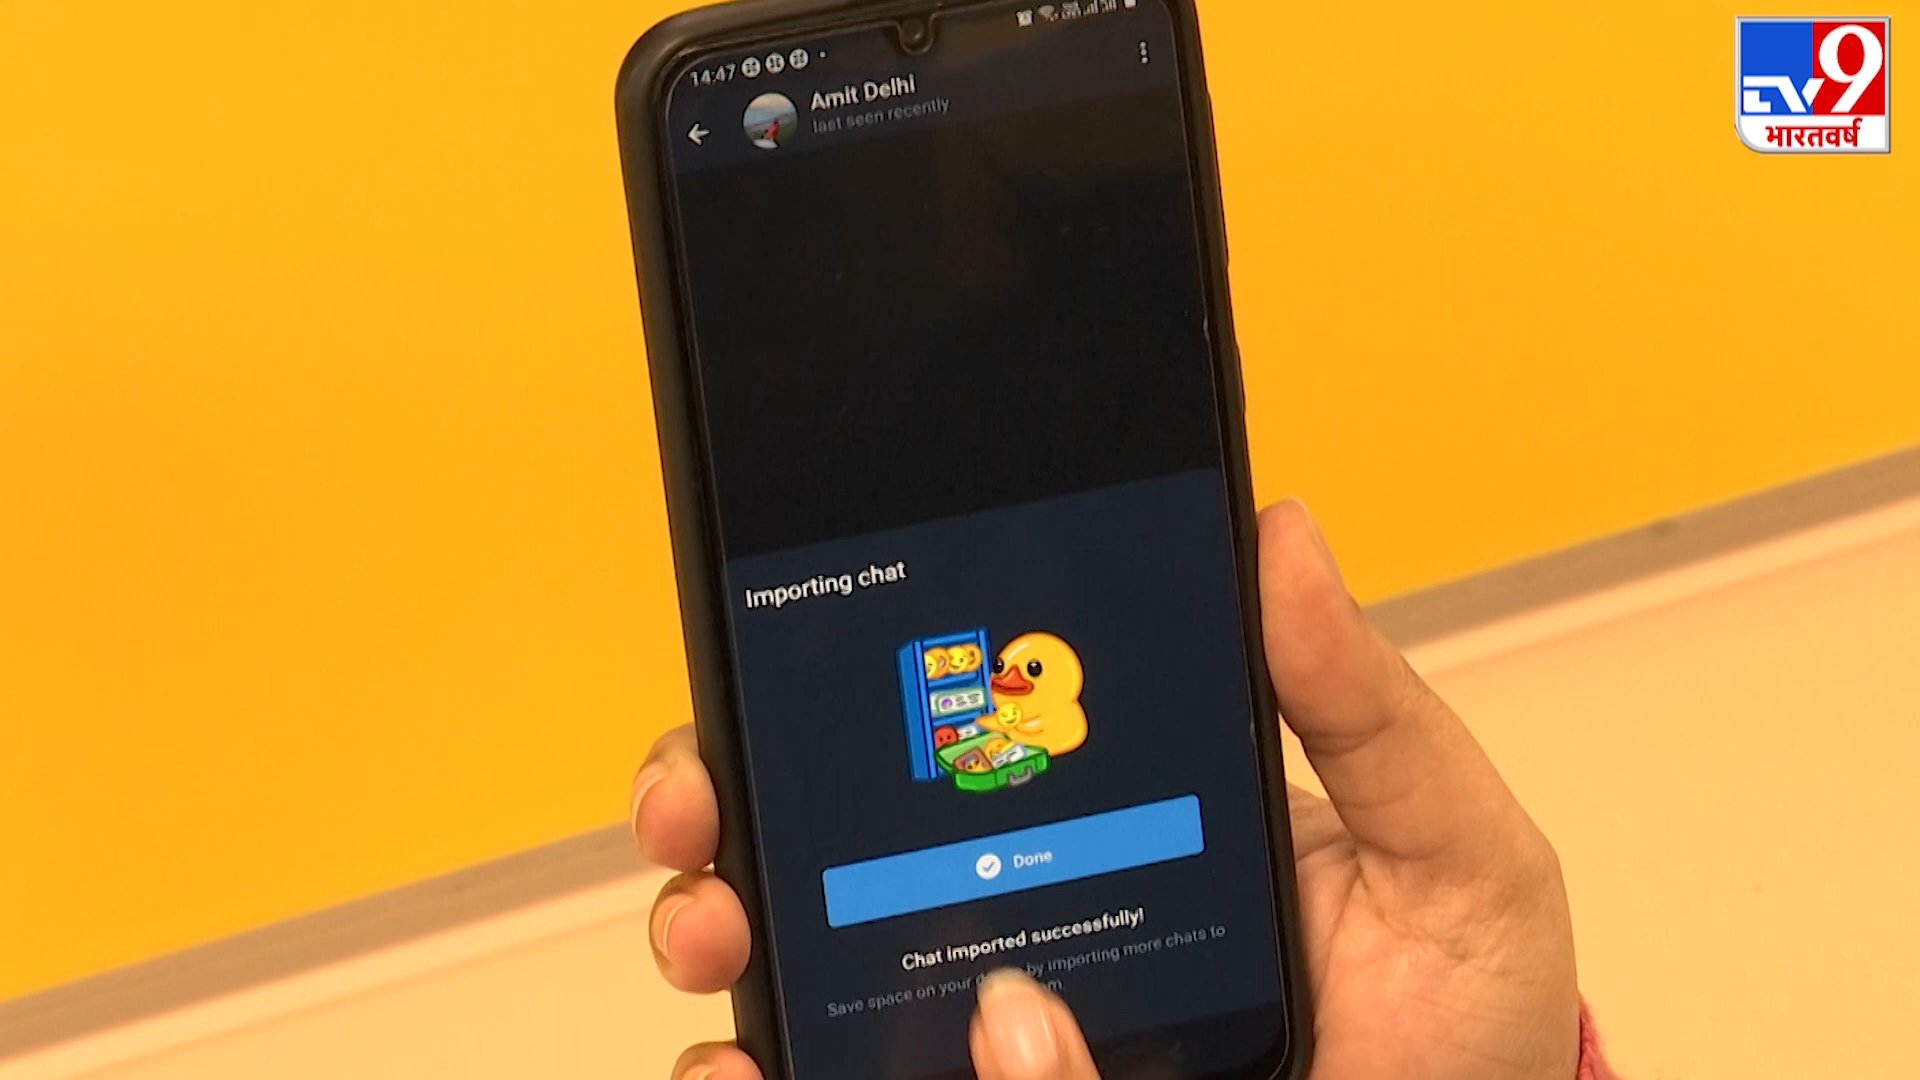 TV9
भारतवर्ष
14:47
Amit Delhi
last seen recently
Importing chat
Done
Chat imported successfully!
Save space on your by importing more chats to